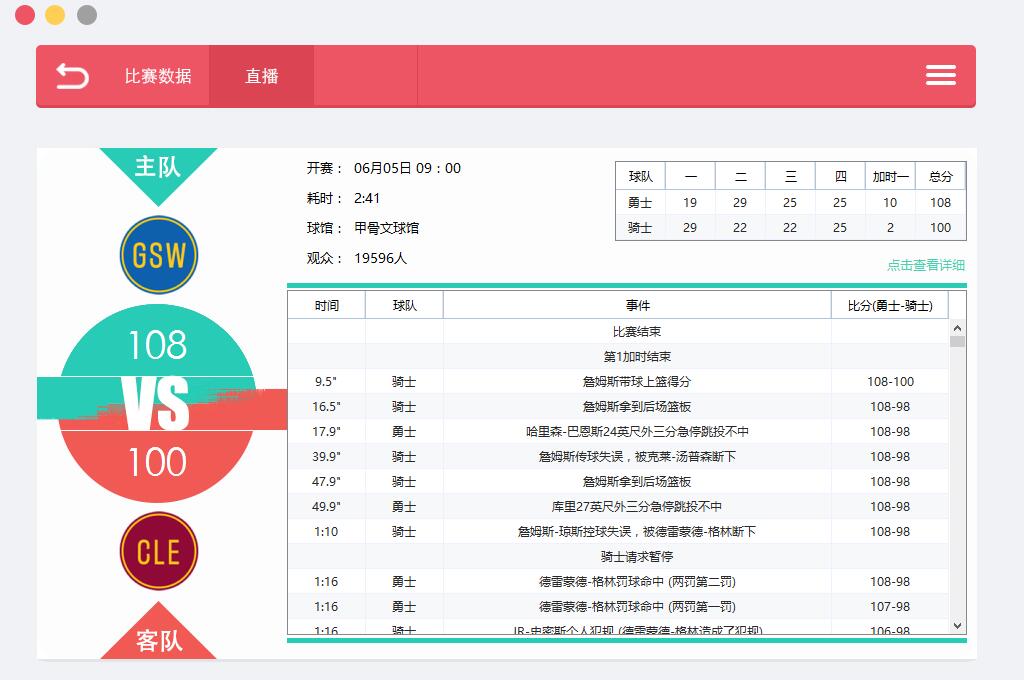 比赛数据 直播
主队
GSW
108
VS
100
CLE
客队
开赛： 06月05日 09：00
耗时： 2:41
球馆： 甲骨文球馆
观众： 19596人
球队 一 二 三 四 加时一 总分
勇士 19 29 25 25 10 108
骑士 29 22 22 25 2 100
点击查看详细
时间 球队 事件 比分(勇士-骑士)
比赛结束
第1加时结束
9.5" 骑士 詹姆斯带球上篮得分 108-100
16.5" 骑士 詹姆斯拿到后场篮板 108-98
17.9" 勇士 哈里森-巴恩斯24英尺外三分急停跳投不中 108-98
39.9" 骑士 詹姆斯传球失误，被克莱-汤普森断下 108-98
47.9" 骑士 詹姆斯拿到后场篮板 108-98
49.9" 勇士 库里27英尺外三分急停跳投不中 108-98
1:10 骑士 詹姆斯-琼斯控球失误，被德雷蒙德-格林断下 108-98
骑士请求暂停
1:16 勇士 德雷蒙德-格林罚球命中 (两罚第二罚) 108-98
1:16 勇士 德雷蒙德-格林罚球命中 (两罚第一罚) 107-98
1:16 骑士 JR-史密斯个人犯规 (德雷蒙德-格林造成了犯规) 106-98